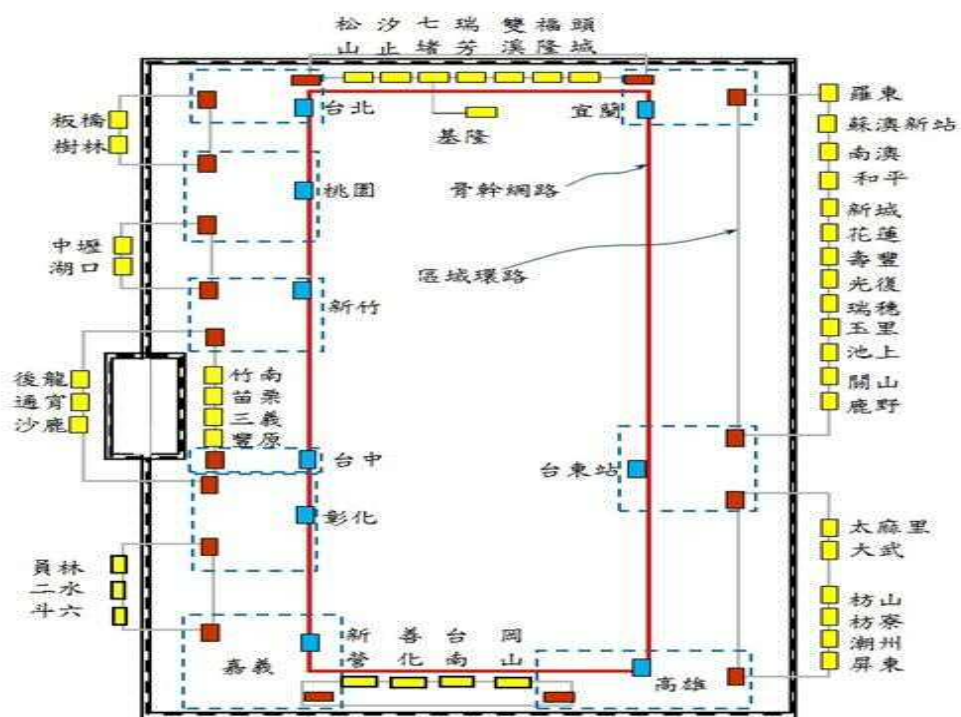 松山
汐止
七堵
瑞芳
雙溪
福隆
頭城
台北
基隆
宜蘭
板橋
樹林
桃園
骨幹網路
中壢
湖口
區域環路
新竹
後龍
通宵
沙鹿
竹南
苗栗
三義
豐原
台中
彰化
員林
二水
斗六
嘉義
新營
善化
台南
岡山
高雄
台東站
羅東
蘇澳新站
南澳
和平
新城
花蓮
壽豐
光復
瑞穗
玉里
池上
關山
鹿野
太麻里
大武
枋山
枋寮
潮州
屏東